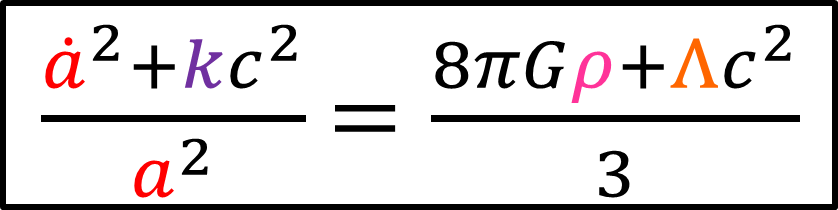 ȧ² + kc² / a² = 8πGρ + Λc² / 3